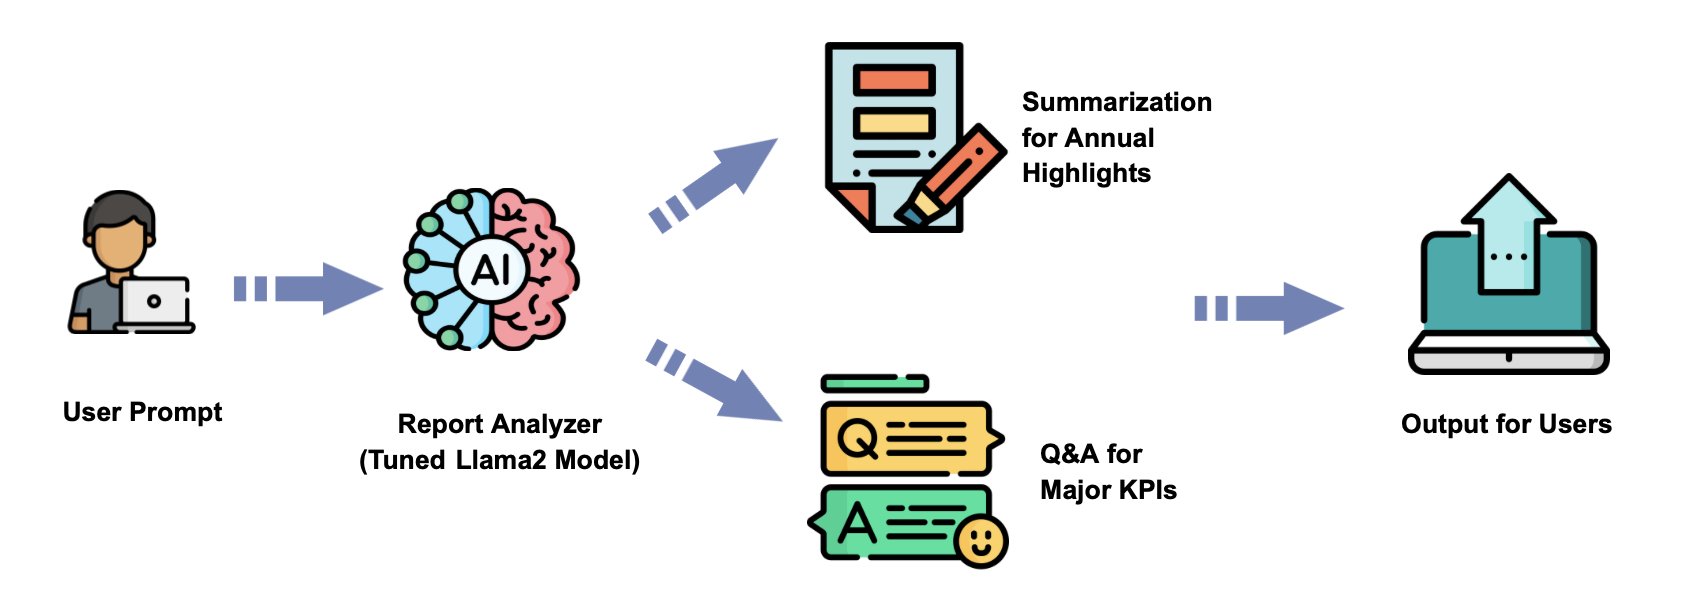 User Prompt
AI
Report Analyzer
(Tuned Llama2 Model)
Summarization
for Annual
Highlights
Q
A
Q&A for
Major KPIs
Output for Users